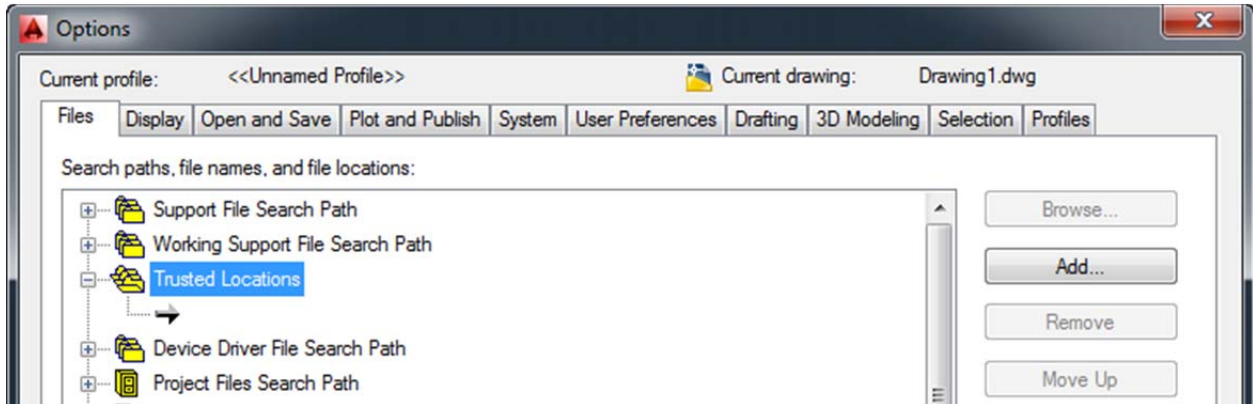 Options
Current profile: <<Unnamed Profile>> Current drawing: Drawing1.dwg
Files Display Open and Save Plot and Publish System User Preferences Drafting 3D Modeling Selection Profiles
Search paths, file names, and file locations:
Support File Search Path Browse...
Working Support File Search Path
Add...
Trusted Locations
Remove
Device Driver File Search Path
Project Files Search Path Move Up